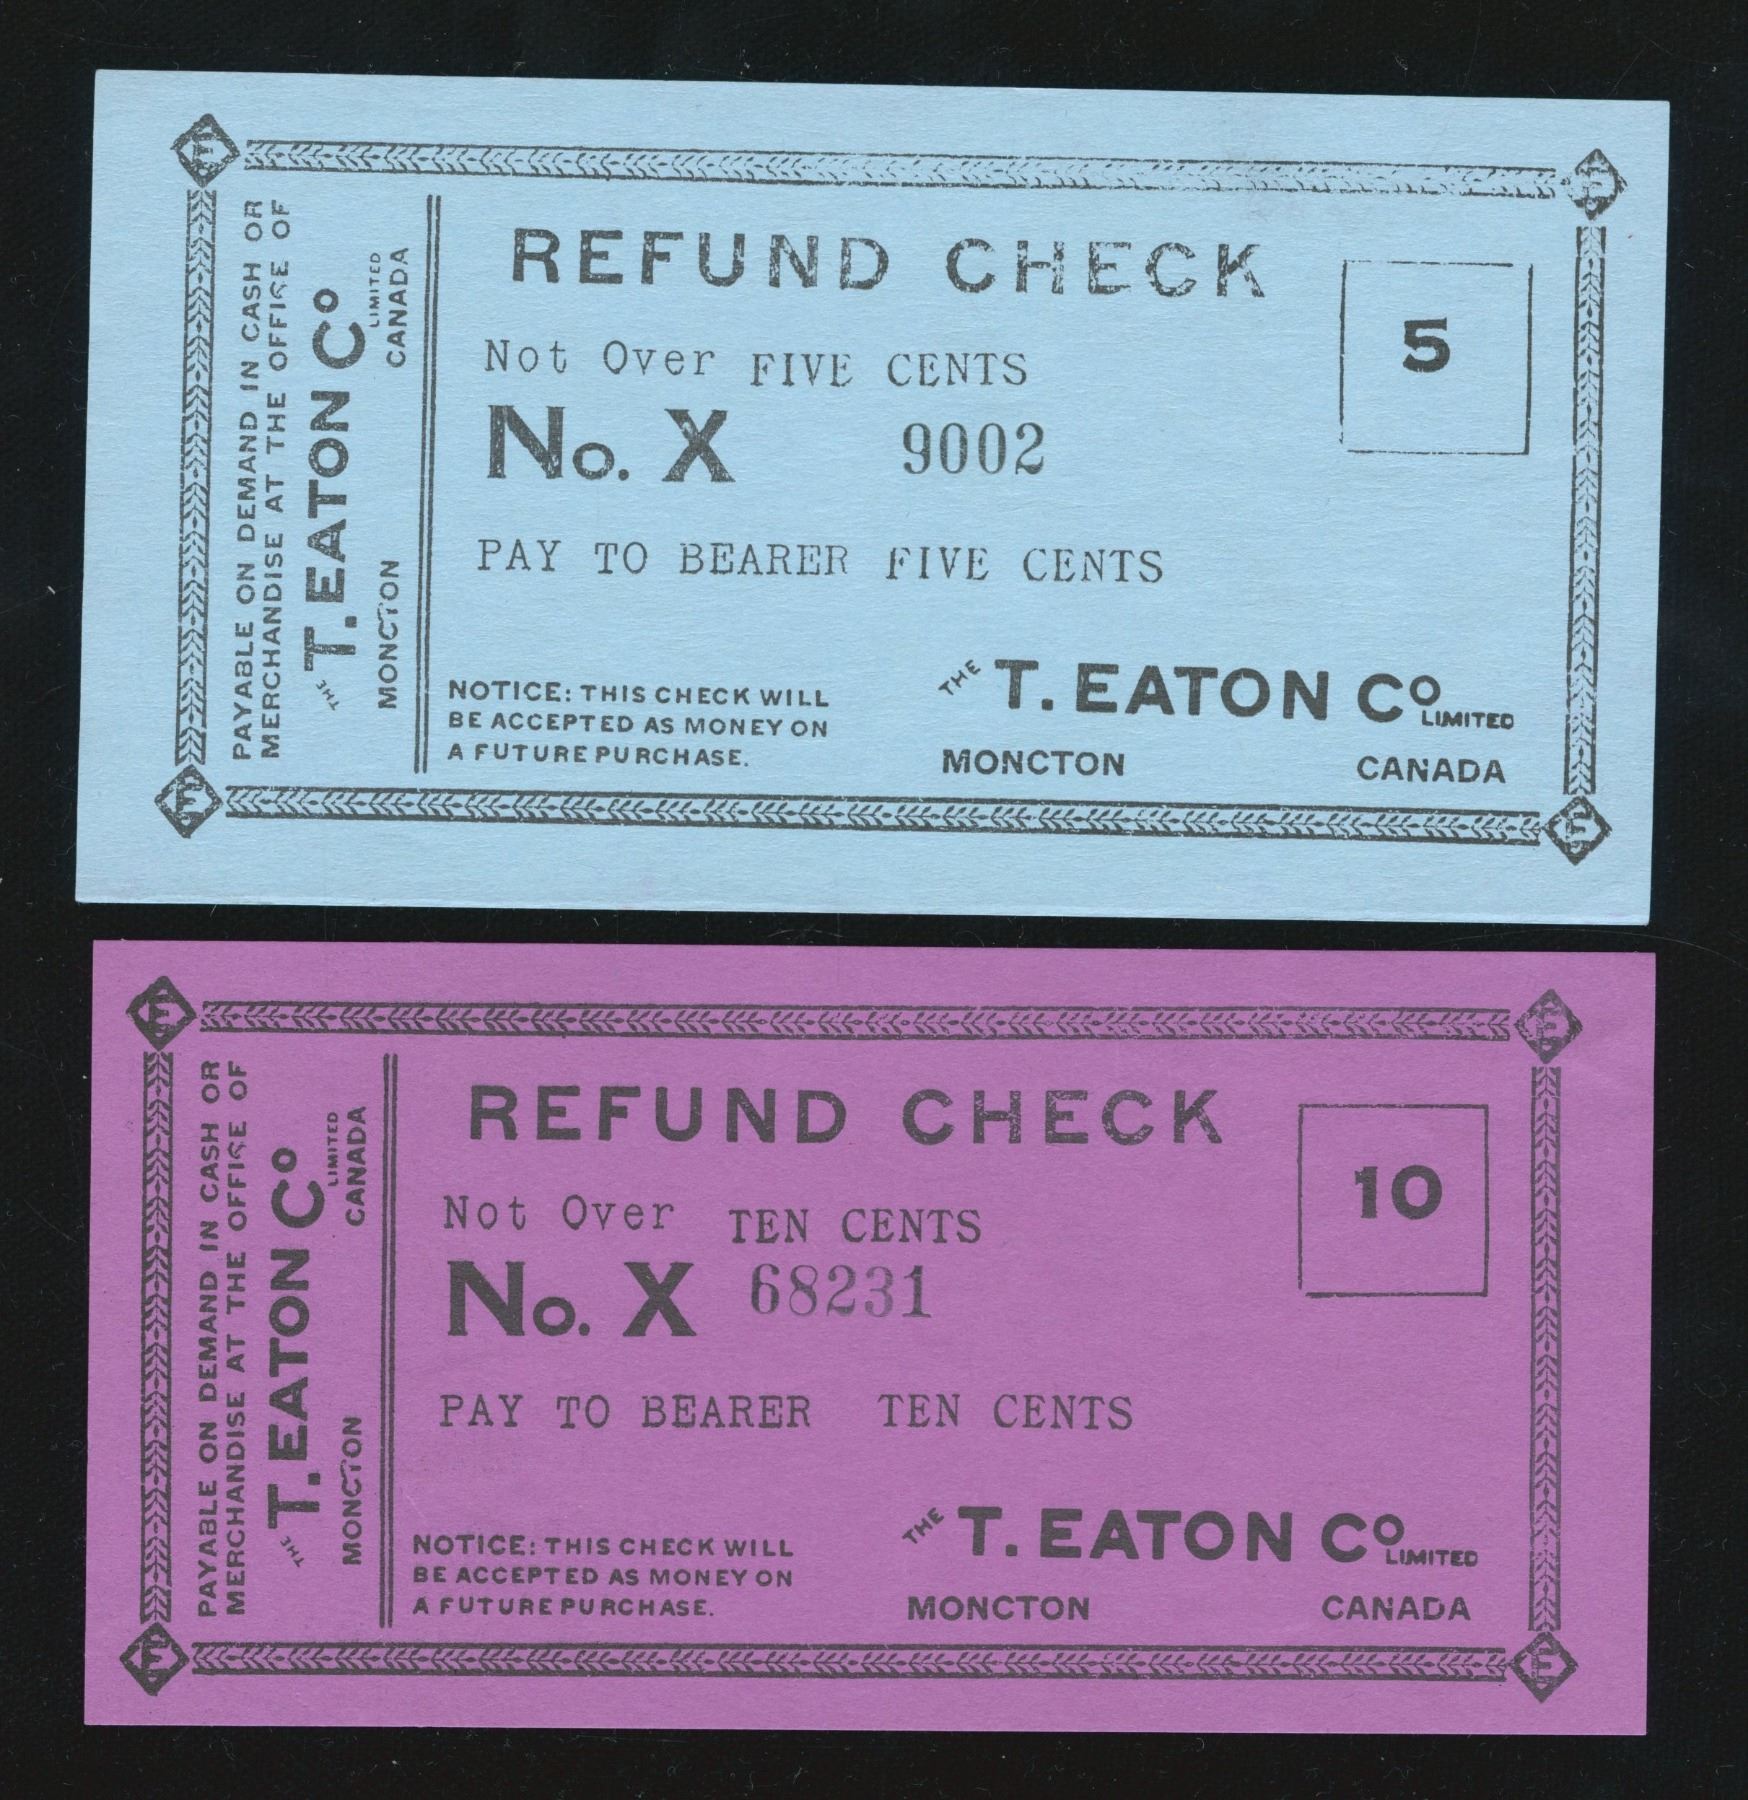 PAYABLE ON DEMAND IN CASH OR
MERCHANDISE AT THE OFFICE OF
THE T. EATON Co LIMITED
MONCTON CANADA
REFUND CHECK
5
Not Over FIVE CENTS
No. X 9002
PAY TO BEARER FIVE CENTS
NOTICE: THIS CHECK WILL
BE ACCEPTED AS MONEY ON
A FUTURE PURCHASE.
THE T. EATON Co LIMITED
MONCTON CANADA
PAYABLE ON DEMAND IN CASH OR
MERCHANDISE AT THE OFFICE OF
THE T. EATON Co LIMITED
MONCTON CANADA
REFUND CHECK
10
Not Over TEN CENTS
No. X 68231
PAY TO BEARER TEN CENTS
NOTICE: THIS CHECK WILL
BE ACCEPTED AS MONEY ON
A FUTURE PURCHASE.
THE T. EATON Co LIMITED
MONCTON CANADA